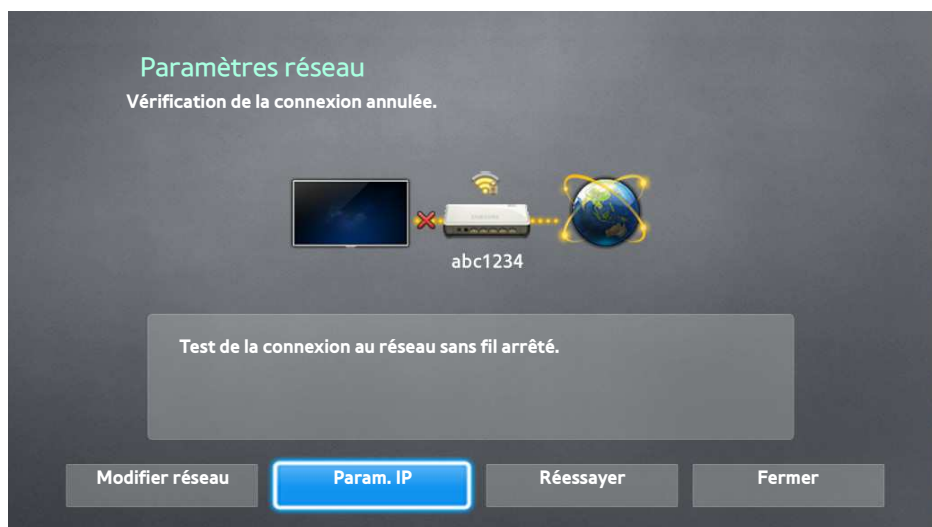 Paramètres réseau
Vérification de la connexion annulée.
SAMSUNG
abc1234
Test de la connexion au réseau sans fil arrêté.
Modifier réseau
Param. IP
Réessayer
Fermer